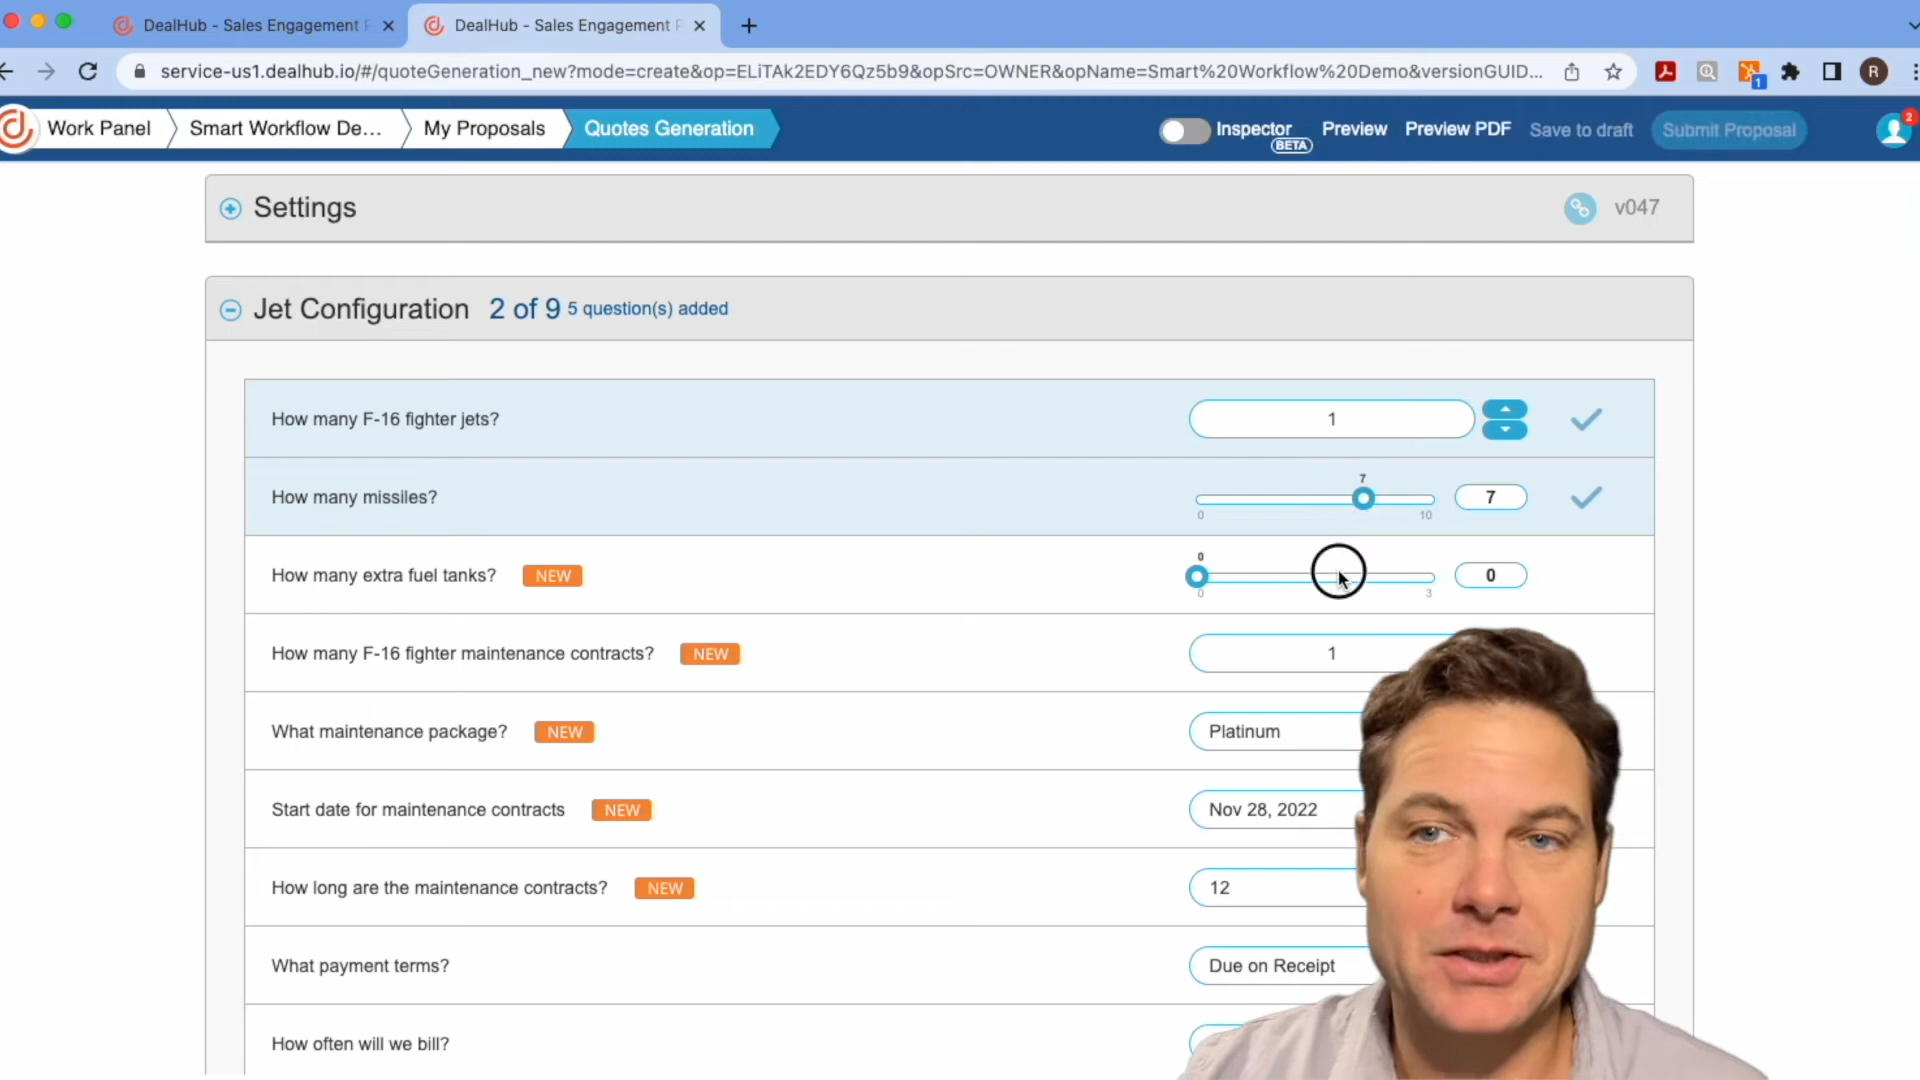 DealHub - Sales Engagement P
DealHub - Sales Engagement P
service-us1.dealhub.io/#/quoteGeneration_new?mode=create&op=ELiTAk2EDY6Qz5b9&opSrc=OWNER&opName=Smart%20Workflow%20Demo&versionGUID...
1
R
Work Panel
Smart Workflow De...
My Proposals
Quotes Generation
Inspector
BETA
Preview
Preview PDF
Save to draft
Submit Proposal
2
Settings
v047
Jet Configuration 2 of 9 5 question(s) added
How many F-16 fighter jets?
1
How many missiles?
7
0
10
7
How many extra fuel tanks? NEW
0
0
3
0
How many F-16 fighter maintenance contracts? NEW
1
What maintenance package? NEW
Platinum
Start date for maintenance contracts NEW
Nov 28, 2022
How long are the maintenance contracts? NEW
12
What payment terms?
Due on Receipt
How often will we bill?